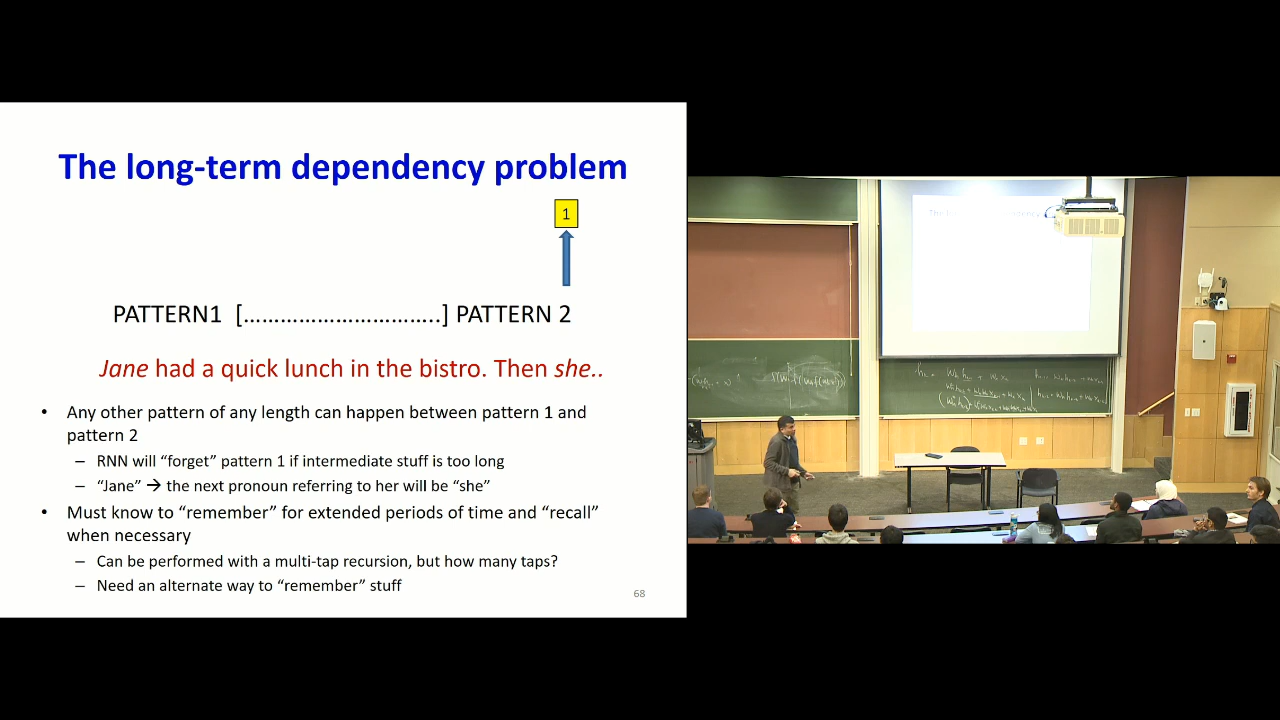 The long-term dependency problem
1
PATTERN1 […………………………..] PATTERN 2
Jane had a quick lunch in the bistro. Then she..
• Any other pattern of any length can happen between pattern 1 and
pattern 2
– RNN will “forget” pattern 1 if intermediate stuff is too long
– “Jane” → the next pronoun referring to her will be “she”
• Must know to “remember” for extended periods of time and “recall”
when necessary
– Can be performed with a multi-tap recursion, but how many taps?
– Need an alternate way to “remember” stuff
68